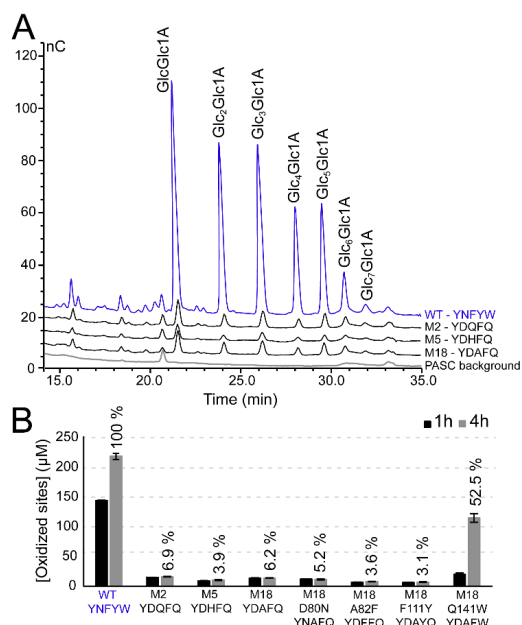 A
nC
120
100
80
60
40
20
0
GlcGlc1A
Glc₂Glc1A
Glc₃Glc1A
Glc₄Glc1A
Glc₅Glc1A
Glc₆Glc1A
Glc₇Glc1A
WT - YNFYW
M2 - YDQFQ
M5 - YDHFQ
M18 - YDAFQ
PASC background
15.0 20.0 25.0 30.0 35.0
Time (min)
B
1h 4h
[Oxidized sites] (µM)
250
200
150
100
50
0
100 %
6.9 %
3.9 %
6.2 %
5.2 %
3.6 %
3.1 %
52.5 %
WT M2 M5 M18 M18 M18 M18 M18
YNFYW YDQFQ YDHFQ YDAFQ D80N A82F F111Y Q141W
YNAFQ YDFFQ YDAYQ YDAFW